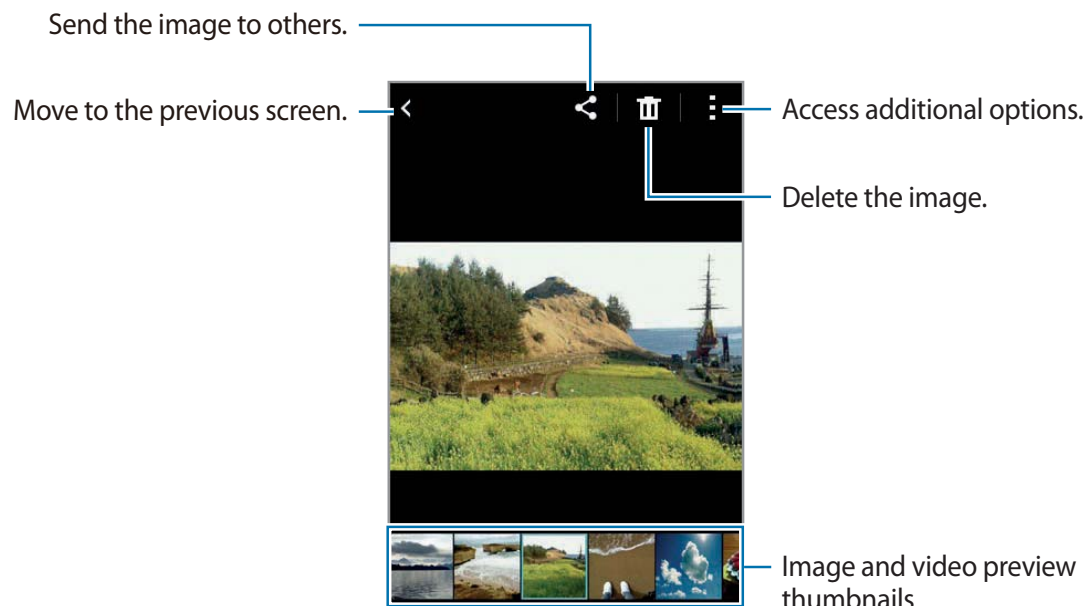 Send the image to others.
Move to the previous screen.
Access additional options.
Delete the image.
Image and video preview
thumbnails